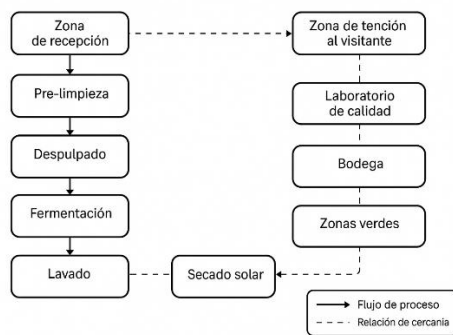 Zona
de recepción
Zona de tención
al visitante
Pre-limpieza
Laboratorio
de calidad
Despulpado
Bodega
Fermentación
Zonas verdes
Lavado
Secado solar
Flujo de proceso
Relación de cercania